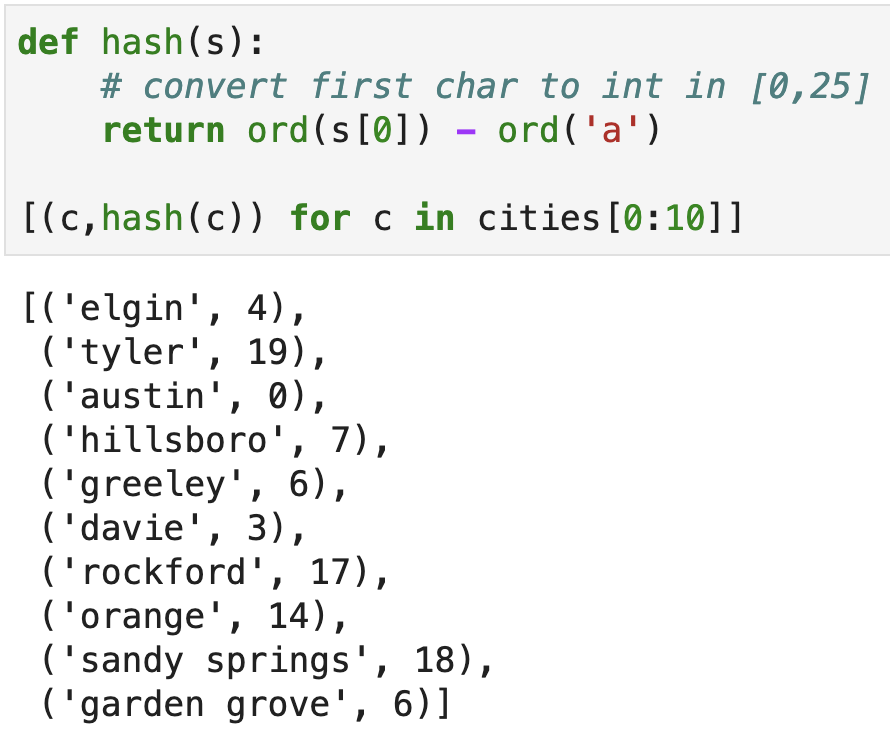 def hash(s):
    # convert first char to int in [0,25]
    return ord(s[0]) - ord('a')

[(c,hash(c)) for c in cities[0:10]]

[('elgin', 4),
 ('tyler', 19),
 ('austin', 0),
 ('hillsboro', 7),
 ('greeley', 6),
 ('davie', 3),
 ('rockford', 17),
 ('orange', 14),
 ('sandy springs', 18),
 ('garden grove', 6)]